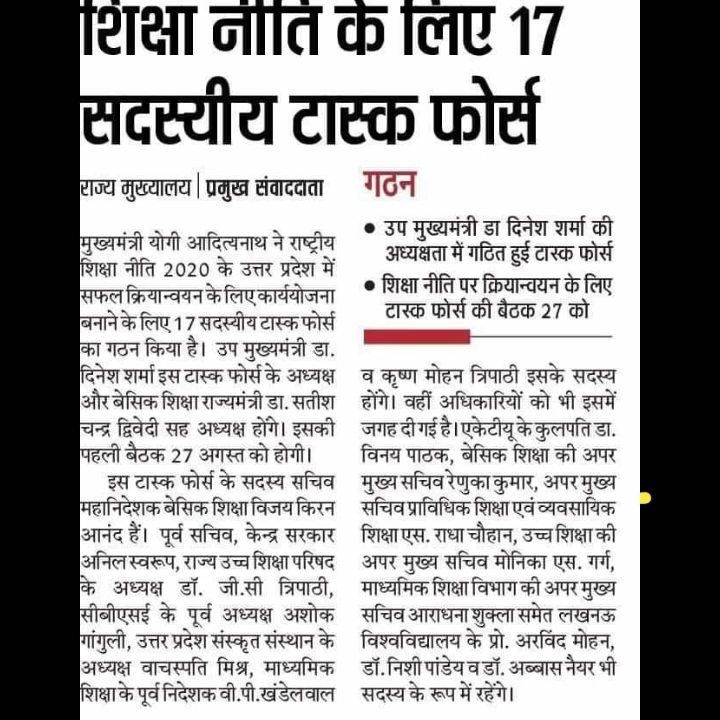 शिक्षा नीति के लिए 17
सदस्यीय टास्क फोर्स
राज्य मुख्यालय | प्रमुख संवाददाता
मुख्यमंत्री योगी आदित्यनाथ ने राष्ट्रीय
शिक्षा नीति 2020 के उत्तर प्रदेश में
सफल क्रियान्वयन के लिए कार्ययोजना
बनाने के लिए 17 सदस्यीय टास्क फोर्स
का गठन किया है। उप मुख्यमंत्री डा.
दिनेश शर्मा इस टास्क फोर्स के अध्यक्ष
और बेसिक शिक्षा राज्यमंत्री डा. सतीश
चन्द्र द्विवेदी सह अध्यक्ष होंगे। इसकी
पहली बैठक 27 अगस्त को होगी।
इस टास्क फोर्स के सदस्य सचिव
महानिदेशक बेसिक शिक्षा विजय किरन
आनंद हैं। पूर्व सचिव, केन्द्र सरकार
अनिल स्वरूप, राज्य उच्च शिक्षा परिषद
के अध्यक्ष डॉ. जी.सी त्रिपाठी,
सीबीएसई के पूर्व अध्यक्ष अशोक
गांगुली, उत्तर प्रदेश संस्कृत संस्थान के
अध्यक्ष वाचस्पति मिश्र, माध्यमिक
शिक्षा के पूर्व निदेशक वी.पी.खंडेलवाल
गठन
• उप मुख्यमंत्री डा दिनेश शर्मा की
अध्यक्षता में गठित हुई टास्क फोर्स
• शिक्षा नीति पर क्रियान्वयन के लिए
टास्क फोर्स की बैठक 27 को
व कृष्ण मोहन त्रिपाठी इसके सदस्य
होंगे। वहीं अधिकारियों को भी इसमें
जगह दी गई है। एकेटीयू के कुलपति डा.
विनय पाठक, बेसिक शिक्षा की अपर
मुख्य सचिव रेणुका कुमार, अपर मुख्य
सचिव प्राविधिक शिक्षा एवं व्यवसायिक
शिक्षा एस. राधा चौहान, उच्च शिक्षा की
अपर मुख्य सचिव मोनिका एस. गर्ग,
माध्यमिक शिक्षा विभाग की अपर मुख्य
सचिव आराधना शुक्ला समेत लखनऊ
विश्वविद्यालय के प्रो. अरविंद मोहन,
डॉ. निशी पांडेय व डॉ. अब्बास नैयर भी
सदस्य के रूप में रहेंगे।